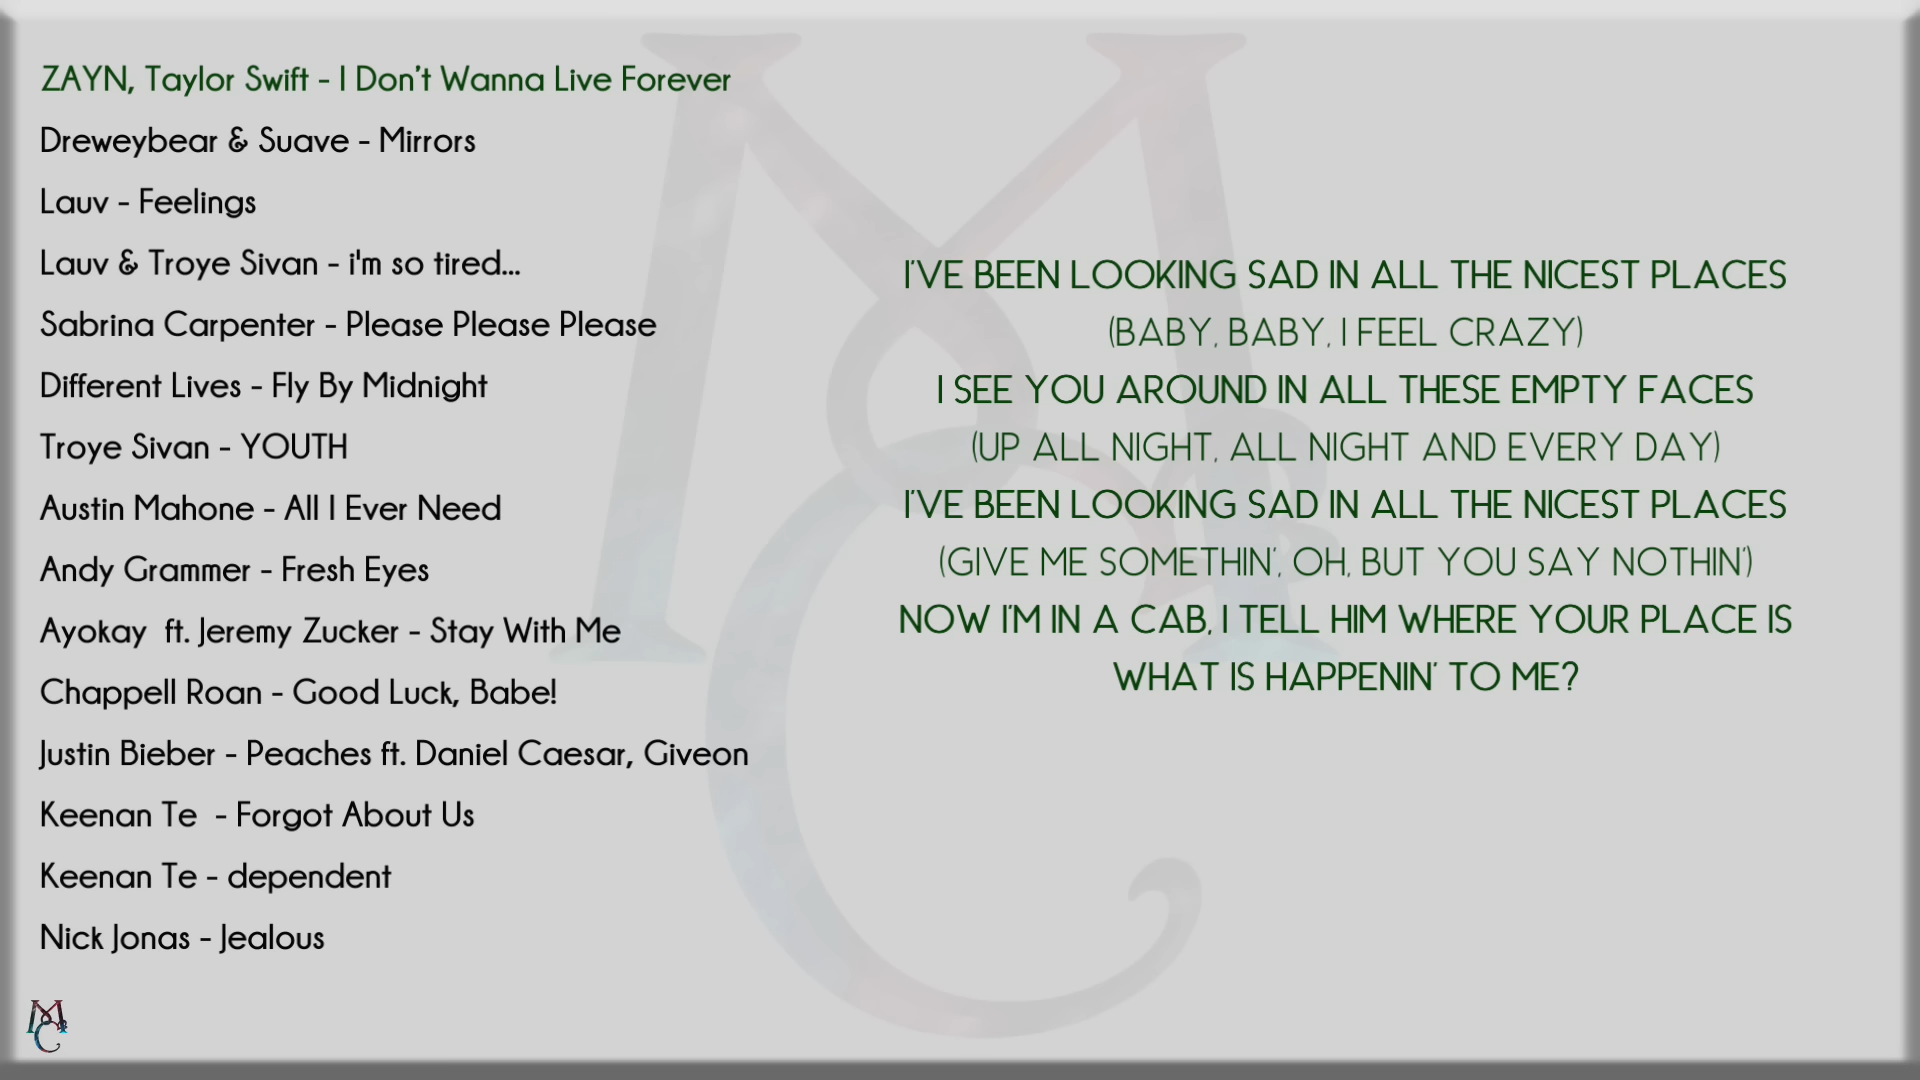 ZAYN, Taylor Swift - I Don't Wanna Live Forever
Dreweybear & Suave - Mirrors
Lauv - Feelings
Lauv & Troye Sivan - i'm so tired...
Sabrina Carpenter - Please Please Please
Different Lives - Fly By Midnight
Troye Sivan - YOUTH
Austin Mahone - All I Ever Need
Andy Grammer - Fresh Eyes
Ayokay  ft. Jeremy Zucker - Stay With Me
Chappell Roan - Good Luck, Babe!
Justin Bieber - Peaches ft. Daniel Caesar, Giveon
Keenan Te  - Forgot About Us
Keenan Te - dependent
Nick Jonas - Jealous
I'VE BEEN LOOKING SAD IN ALL THE NICEST PLACES
(BABY, BABY, I FEEL CRAZY)
I SEE YOU AROUND IN ALL THESE EMPTY FACES
(UP ALL NIGHT, ALL NIGHT AND EVERY DAY)
I'VE BEEN LOOKING SAD IN ALL THE NICEST PLACES
(GIVE ME SOMETHIN', OH, BUT YOU SAY NOTHIN')
NOW I'M IN A CAB, I TELL HIM WHERE YOUR PLACE IS
WHAT IS HAPPENIN' TO ME?
MC